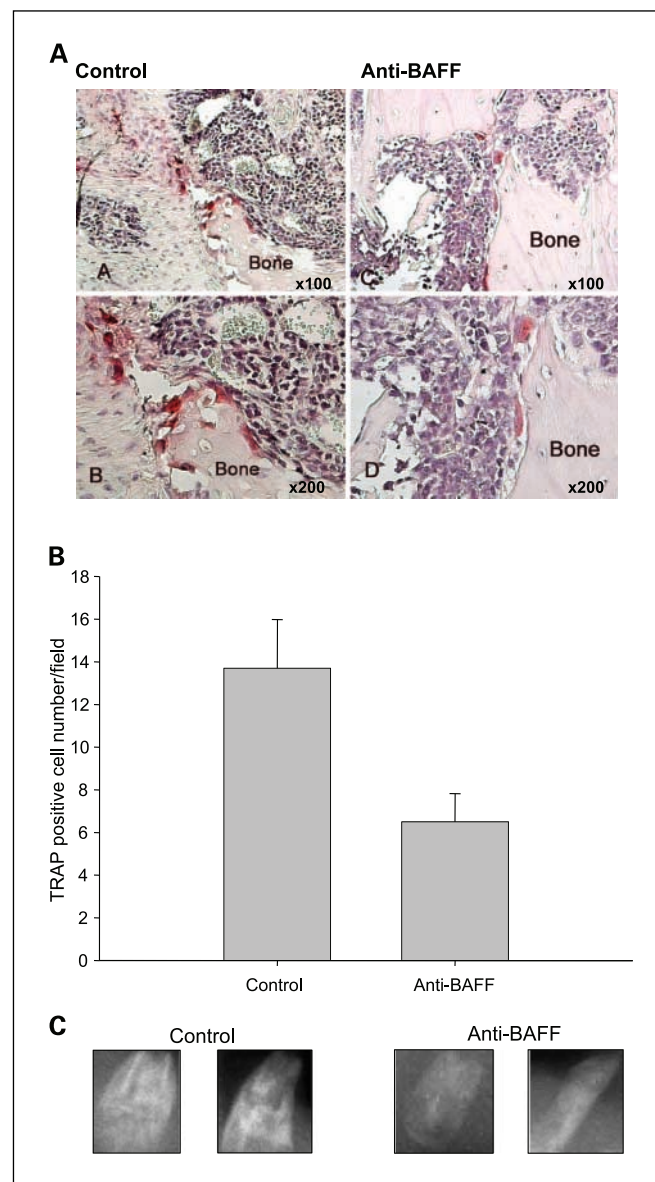 A
Control Anti-BAFF
A Bone x100
C Bone x100
B Bone x200
D Bone x200
B
TRAP positive cell number/field
18
16
14
12
10
8
6
4
2
0
Control Anti-BAFF
C
Control Anti-BAFF